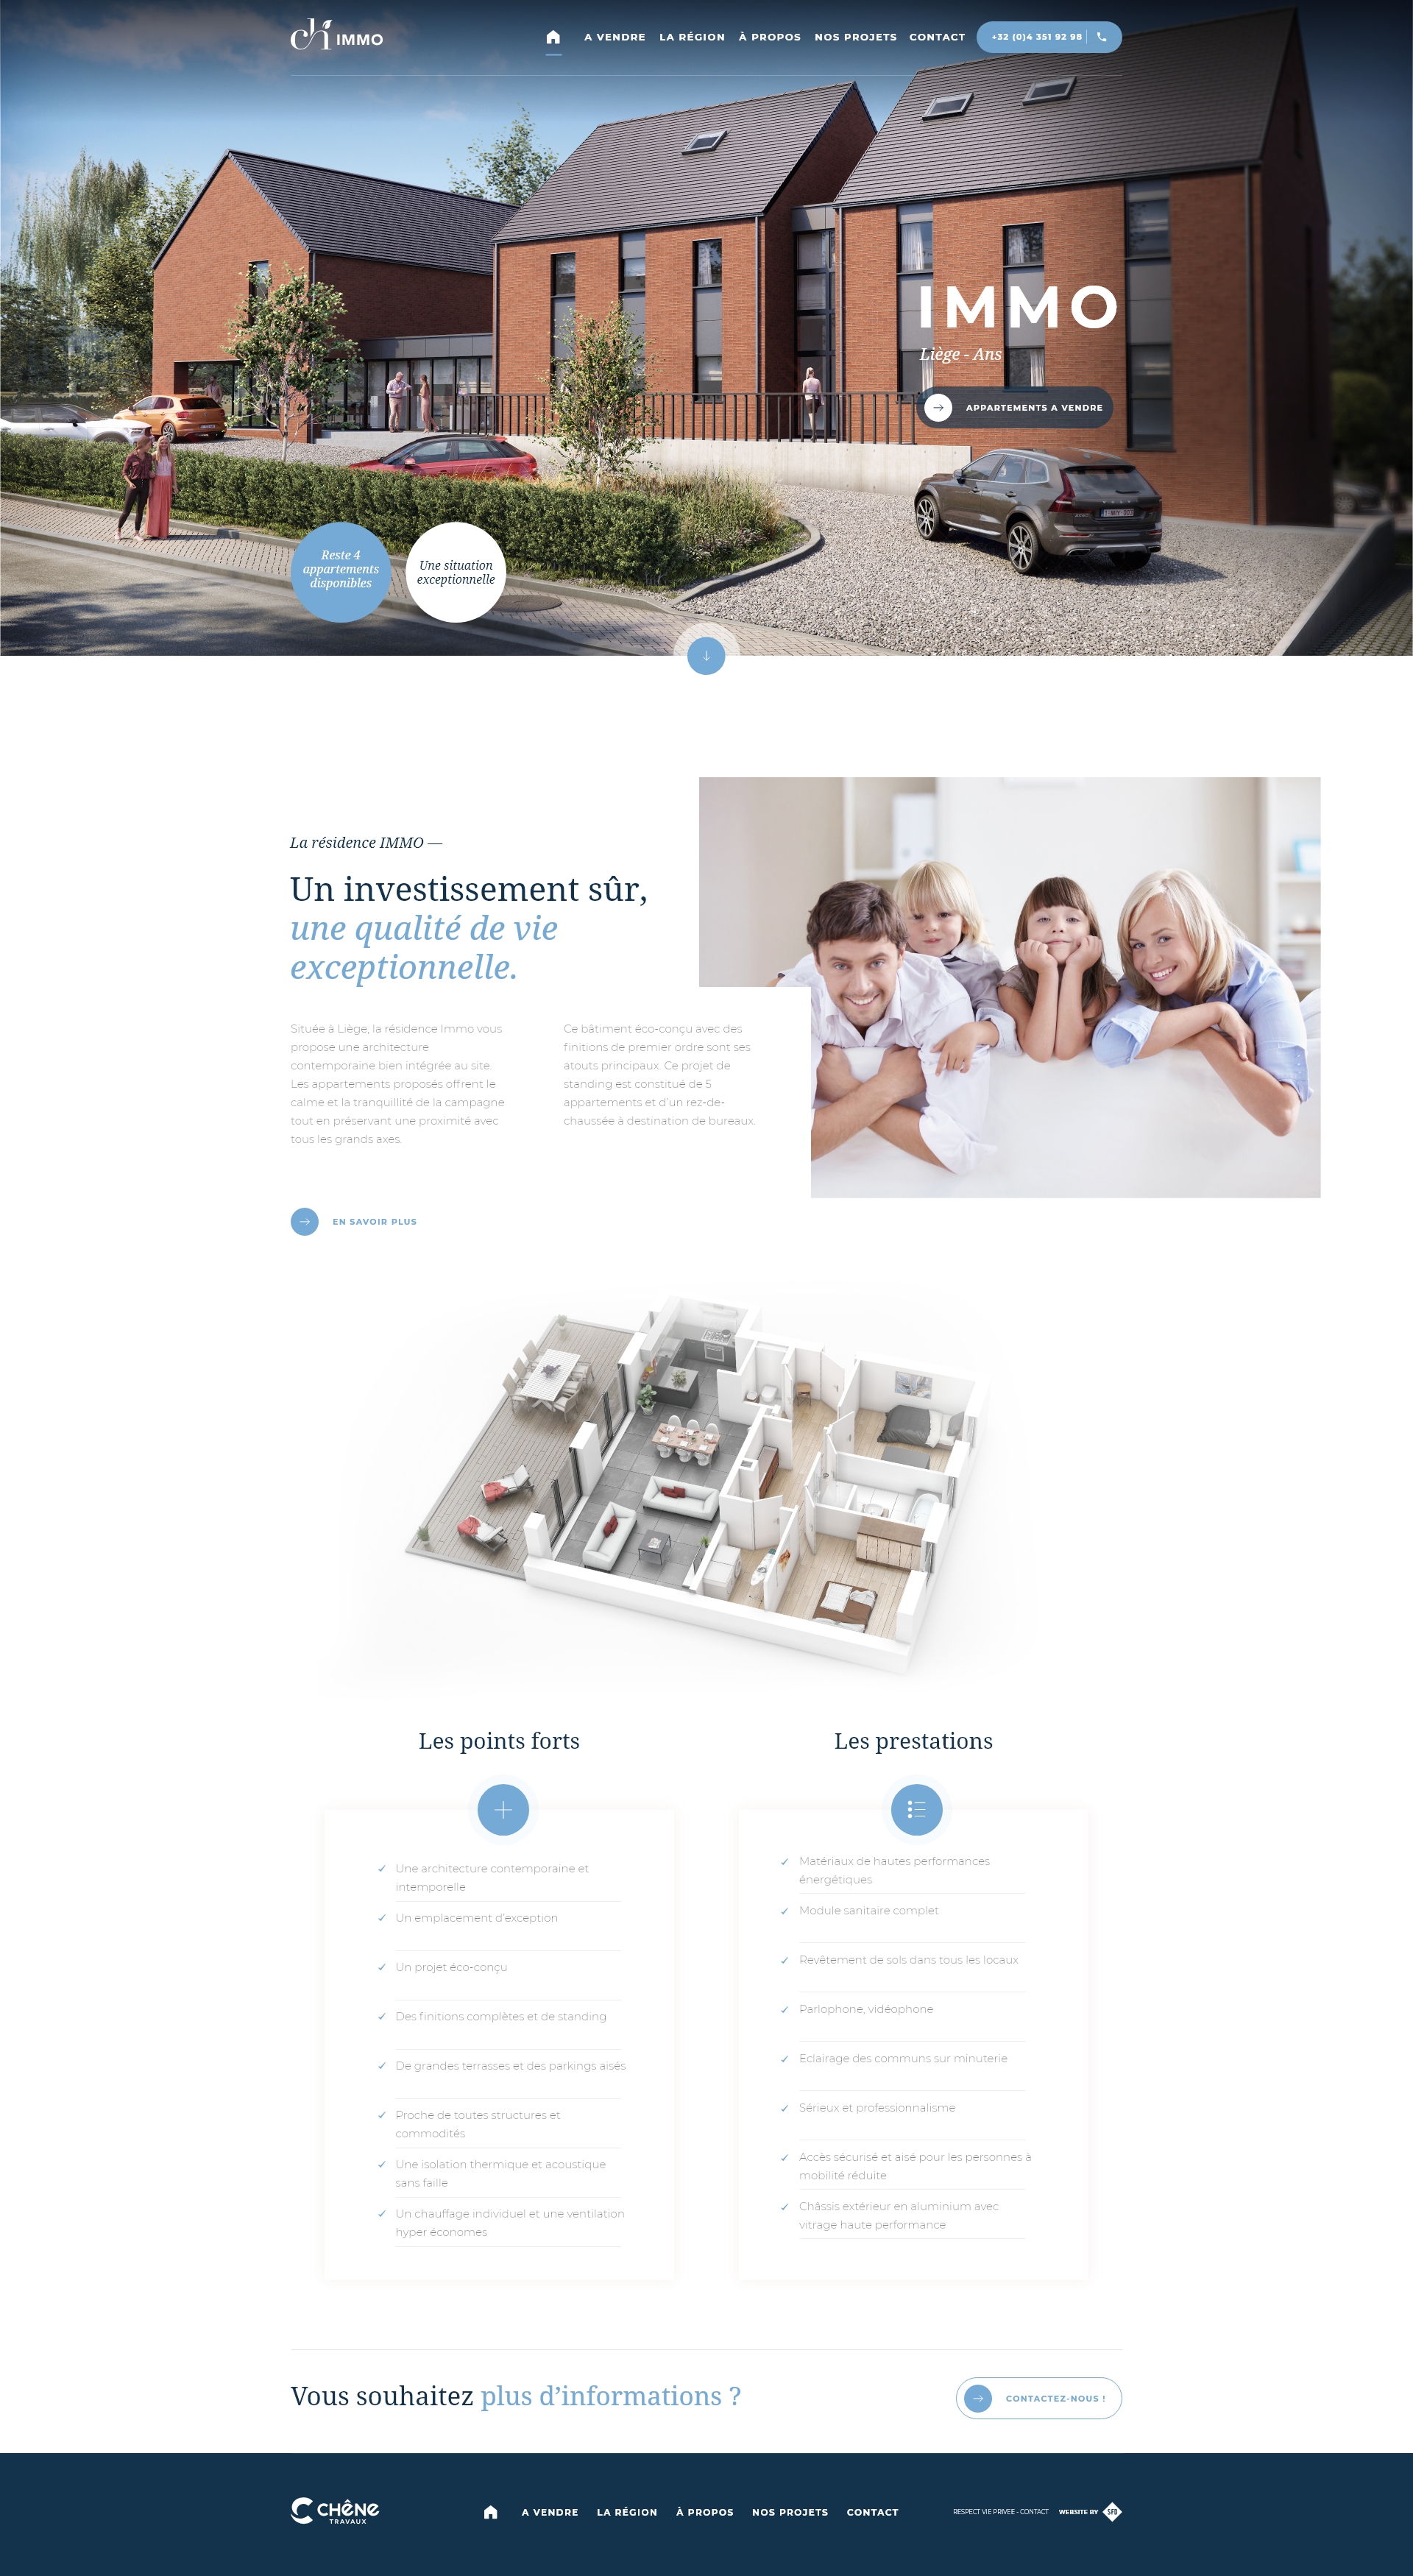 ch IMMO
A VENDRE LA RÉGION À PROPOS NOS PROJETS CONTACT +32 (0)4 351 92 98
IMMO
Liège - Ans
APPARTEMENTS A VENDRE
Reste 4
appartements
disponibles
Une situation
exceptionnelle
La résidence IMMO —
Un investissement sûr,
une qualité de vie
exceptionnelle.
Située à Liège, la résidence Immo vous
propose une architecture
contemporaine bien intégrée au site.
Les appartements proposés offrent le
calme et la tranquillité de la campagne
tout en préservant une proximité avec
tous les grands axes.
Ce bâtiment éco-conçu avec des
finitions de premier ordre sont ses
atouts principaux. Ce projet de
standing est constitué de 5
appartements et d'un rez-de-
chaussée à destination de bureaux.
EN SAVOIR PLUS
Les points forts
Une architecture contemporaine et
intemporelle
Un emplacement d'exception
Un projet éco-conçu
Des finitions complètes et de standing
De grandes terrasses et des parkings aisés
Proche de toutes structures et
commodités
Une isolation thermique et acoustique
sans faille
Un chauffage individuel et une ventilation
hyper économes
Les prestations
Matériaux de hautes performances
énergétiques
Module sanitaire complet
Revêtement de sols dans tous les locaux
Parlophone, vidéophone
Eclairage des communs sur minuterie
Sérieux et professionnalisme
Accès sécurisé et aisé pour les personnes à
mobilité réduite
Châssis extérieur en aluminium avec
vitrage haute performance
Vous souhaitez plus d’informations ?
CONTACTEZ-NOUS !
CHÊNE
TRAVAUX
A VENDRE LA RÉGION À PROPOS NOS PROJETS CONTACT
RESPECT VIE PRIVEE - CONTACT WEBSITE BY SFD